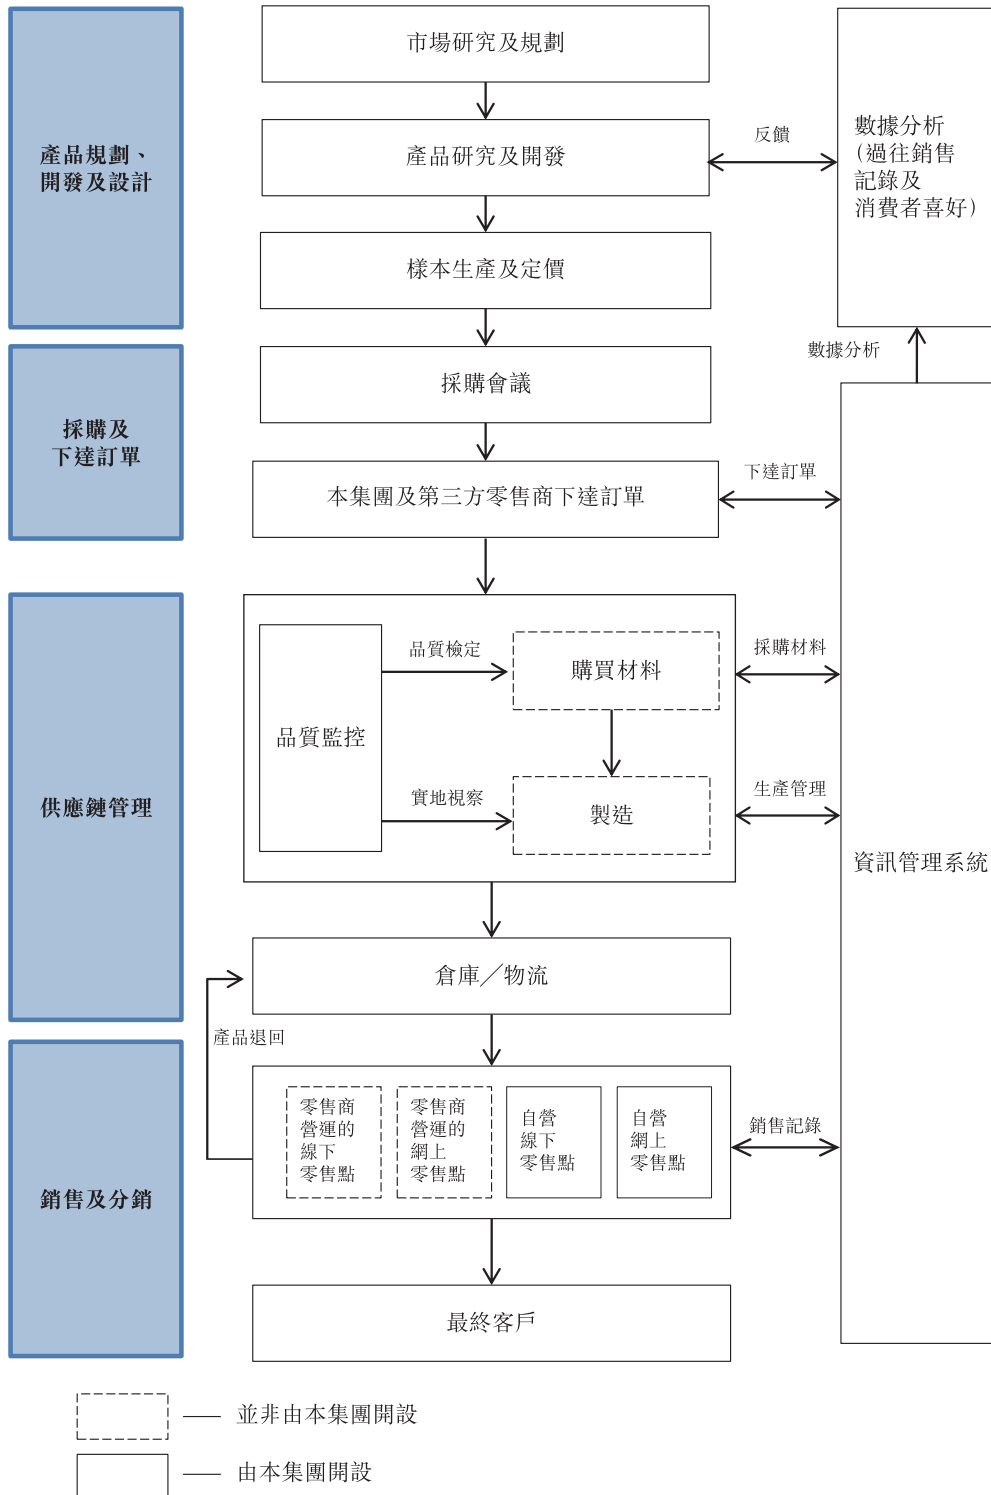 市場研究及規劃
產品規劃、
開發及設計
產品研究及開發
反饋
數據分析
(過往銷售
記錄及
消費者喜好)
樣本生產及定價
數據分析
採購及
下達訂單
採購會議
本集團及第三方零售商下達訂單
下達訂單
供應鏈管理
品質監控
品質檢定
購買材料
採購材料
實地視察
製造
生產管理
資訊管理系統
倉庫／物流
產品退回
銷售及分銷
零售商
營運的
線下
零售點
零售商
營運的
網上
零售點
自營
線下
零售點
自營
網上
零售點
銷售記錄
最終客戶
並非由本集團開設
由本集團開設